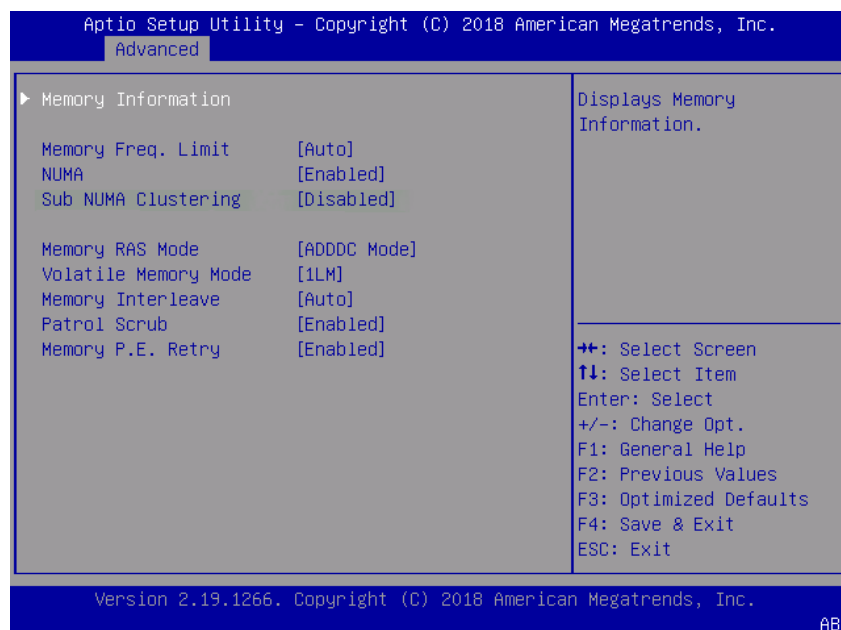 Aptio Setup Utility – Copyright (C) 2018 American Megatrends, Inc.
Advanced
Memory Information
Memory Freq. Limit [Auto]
NUMA [Enabled]
Sub NUMA Clustering [Disabled]
Memory RAS Mode [ADDDC Mode]
Volatile Memory Mode [1LM]
Memory Interleave [Auto]
Patrol Scrub [Enabled]
Memory P.E. Retry [Enabled]
Displays Memory
Information.
→←: Select Screen
↑↓: Select Item
Enter: Select
+/-: Change Opt.
F1: General Help
F2: Previous Values
F3: Optimized Defaults
F4: Save & Exit
ESC: Exit
Version 2.19.1266. Copyright (C) 2018 American Megatrends, Inc.
AB